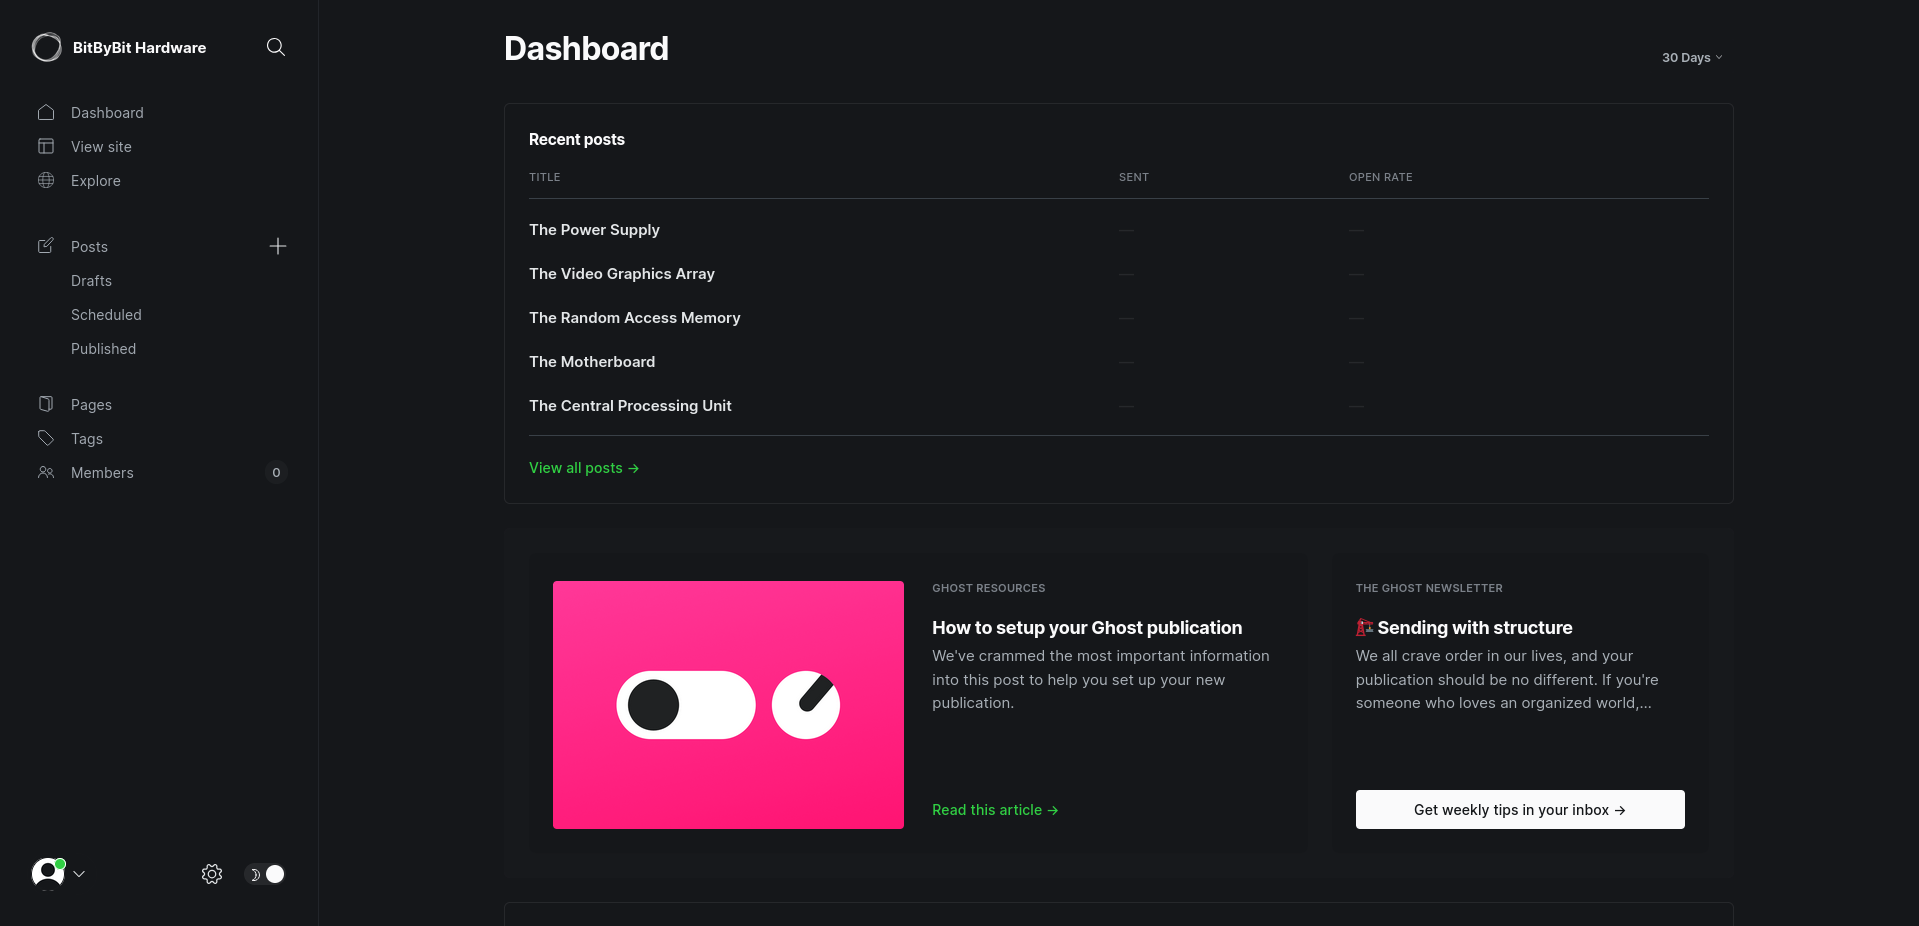 BitByBit Hardware
Dashboard
View site
Explore
Posts
Drafts
Scheduled
Published
Pages
Tags
Members 0
Dashboard
30 Days
Recent posts
TITLE SENT OPEN RATE
The Power Supply — —
The Video Graphics Array — —
The Random Access Memory — —
The Motherboard — —
The Central Processing Unit — —
View all posts →
GHOST RESOURCES
How to setup your Ghost publication
We've crammed the most important information
into this post to help you set up your new
publication.
Read this article →
THE GHOST NEWSLETTER
🏗️ Sending with structure
We all crave order in our lives, and your
publication should be no different. If you're
someone who loves an organized world,...
Get weekly tips in your inbox →